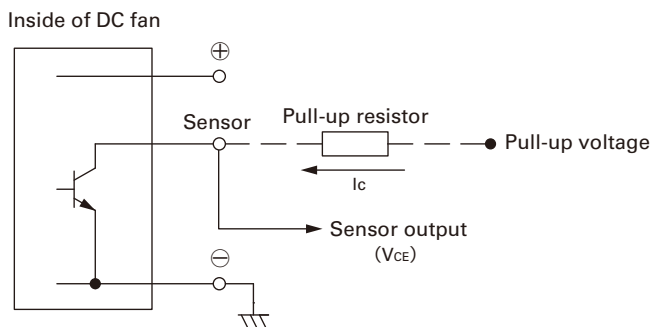 Inside of DC fan
⊕
Sensor
Pull-up resistor
Pull-up voltage
Ic
Sensor output
(VCE)
⊖